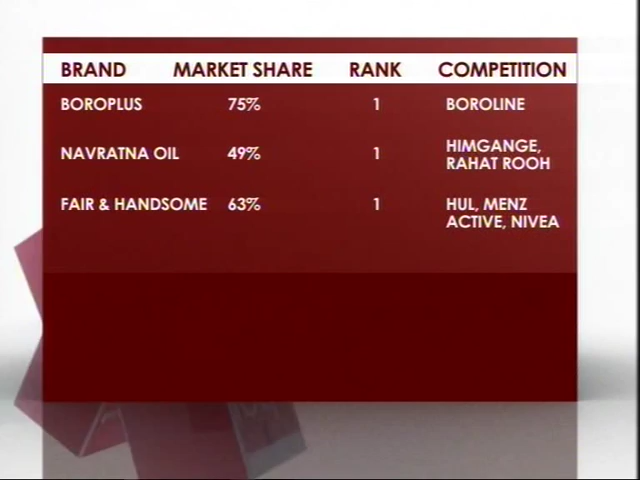 BRAND MARKET SHARE RANK COMPETITION
BOROPLUS 75% 1 BOROLINE
NAVRATNA OIL 49% 1 HIMGANGE,
RAHAT ROOH
FAIR & HANDSOME 63% 1 HUL, MENZ
ACTIVE, NIVEA